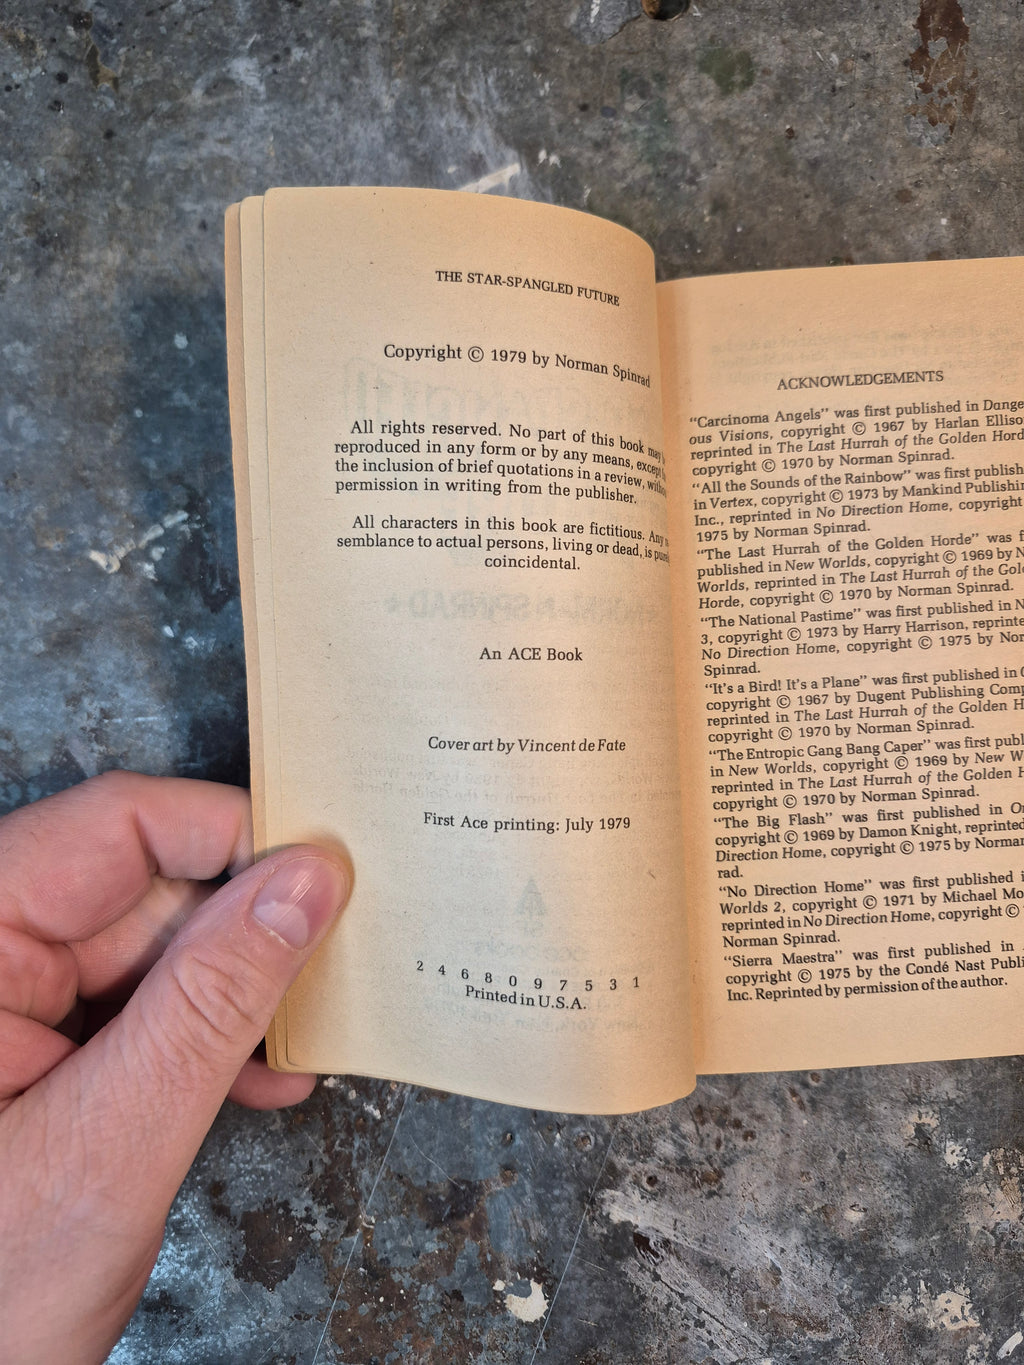 THE STAR-SPANGLED FUTURE
Copyright © 1979 by Norman Spinrad
All rights reserved. No part of this book may
reproduced in any form or by any means, except
the inclusion of brief quotations in a review,
permission in writing from the publisher.
All characters in this book are fictitious. Any
semblance to actual persons, living or dead, is
coincidental.
An ACE Book
Cover art by Vincent de Fate
First Ace printing: July 1979
2 4 6 8 0 9 7 5 3 1
Printed in U.S.A.
ACKNOWLEDGEMENTS
“Carcinoma Angels” was first published in Dange
ous Visions, copyright © 1967 by Harlan Elliso
reprinted in The Last Hurrah of the Golden Hord
copyright © 1970 by Norman Spinrad.
“All the Sounds of the Rainbow” was first publish
in Vertex, copyright © 1973 by Mankind Publishin
Inc., reprinted in No Direction Home, copyright
1975 by Norman Spinrad.
“The Last Hurrah of the Golden Horde” was f
published in New Worlds, copyright © 1969 by N
Worlds, reprinted in The Last Hurrah of the Gol
Horde, copyright © 1970 by Norman Spinrad.
“The National Pastime” was first published in N
3, copyright © 1973 by Harry Harrison, reprinte
No Direction Home, copyright © 1975 by Nor
Spinrad.
“It’s a Bird! It’s a Plane” was first published in
copyright © 1967 by Dugent Publishing Comp
reprinted in The Last Hurrah of the Golden H
copyright © 1970 by Norman Spinrad.
“The Entropic Gang Bang Caper” was first publ
in New Worlds, copyright © 1969 by New W
reprinted in The Last Hurrah of the Golden H
copyright © 1970 by Norman Spinrad.
“The Big Flash” was first published in Or
copyright © 1969 by Damon Knight, reprinted
Direction Home, copyright © 1975 by Norman
rad.
“No Direction Home” was first published i
Worlds 2, copyright © 1971 by Michael Mo
reprinted in No Direction Home, copyright ©
Norman Spinrad.
“Sierra Maestra” was first published in
copyright © 1975 by the Condé Nast Publi
Inc. Reprinted by permission of the author.